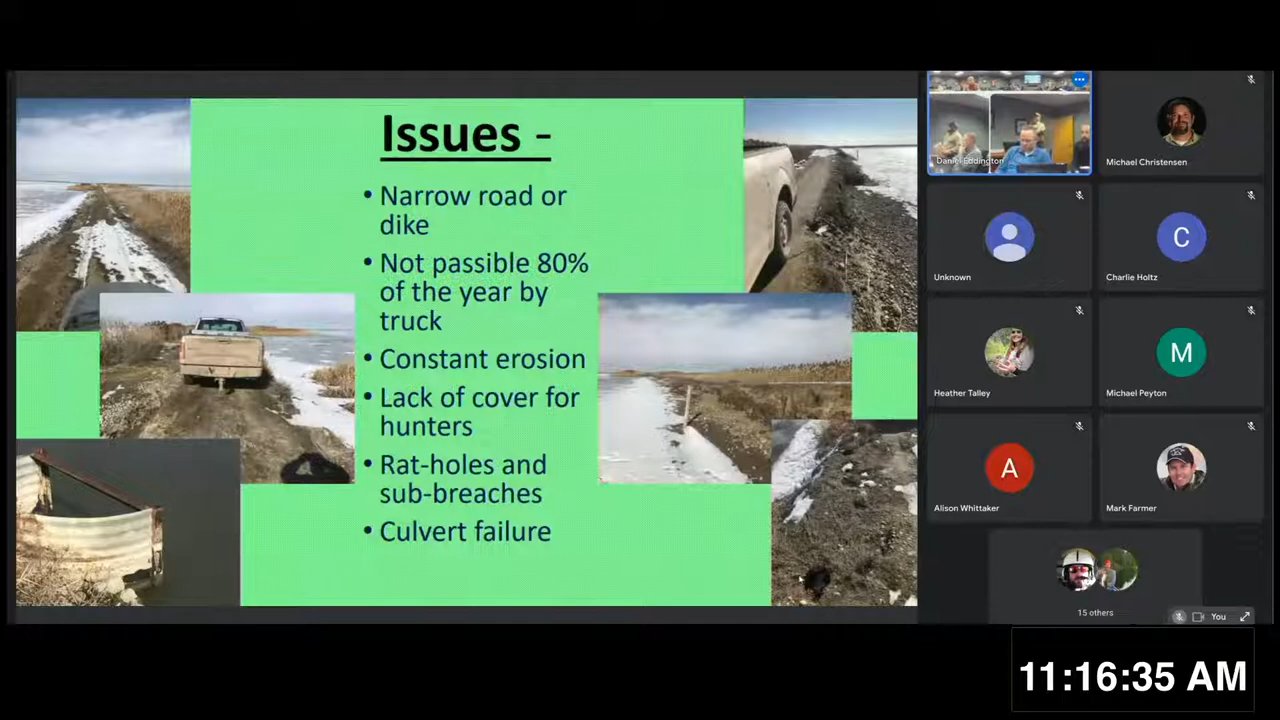 Issues -
• Narrow road or
dike
• Not passible 80%
of the year by
truck
• Constant erosion
• Lack of cover for
hunters
• Rat-holes and
sub-breaches
• Culvert failure
Daniel Eddington
Michael Christensen
Unknown
C
Charlie Holtz
Heather Talley
M
Michael Peyton
A
Alison Whittaker
Mark Farmer
15 others
You
11:16:35 AM